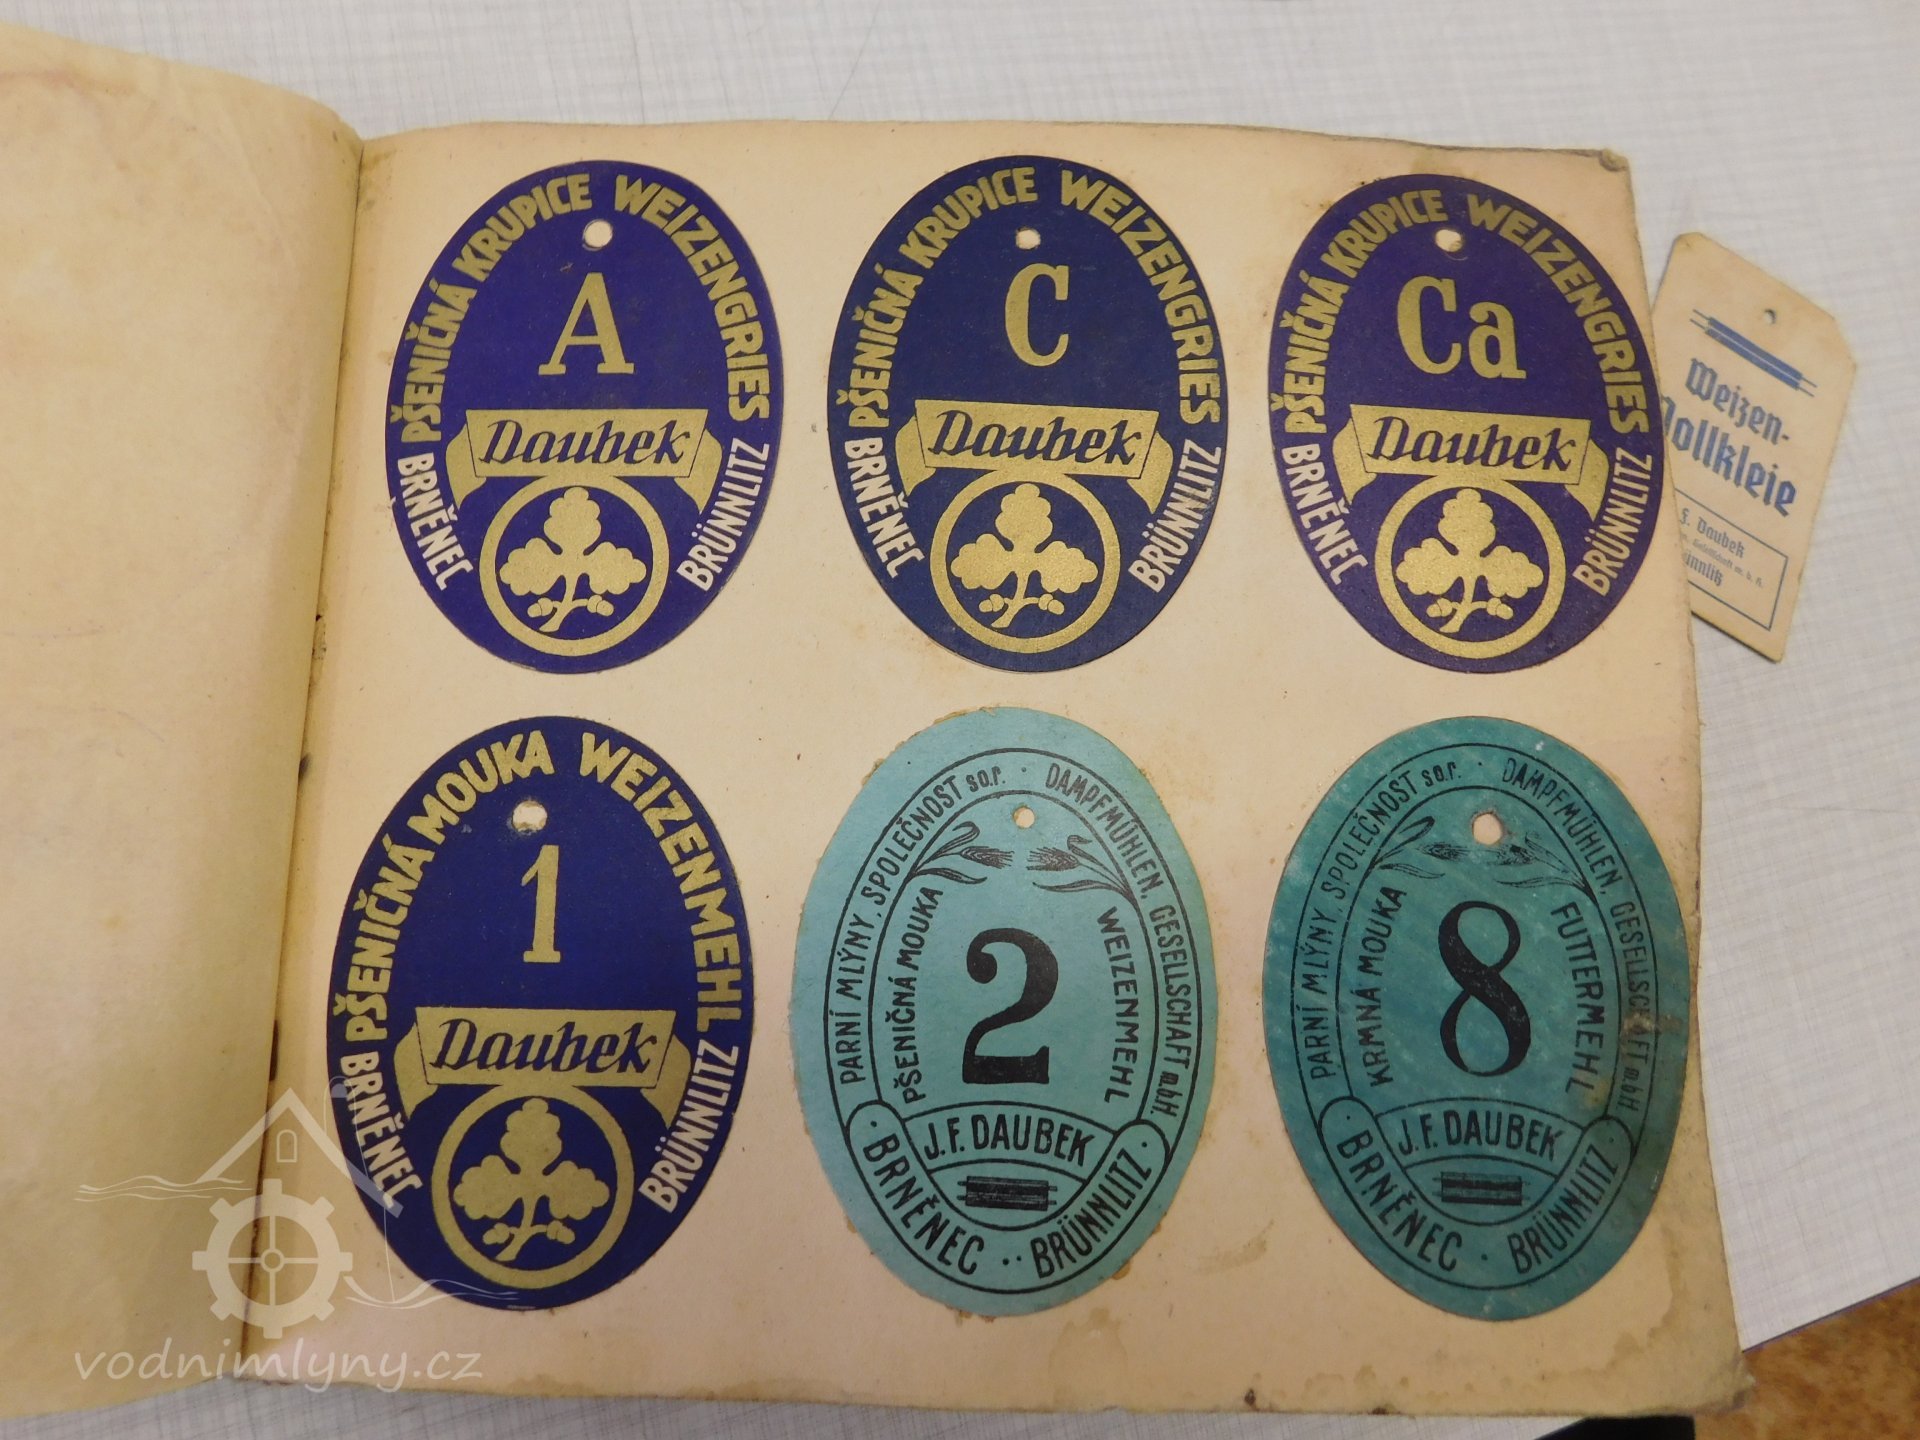 PŠENIČNÁ KRUPICE WEIZENGRIES
A
Daubek
BRNĚNEC BRÜNNLITZ
PŠENIČNÁ KRUPICE WEIZENGRIES
C
Daubek
BRNĚNEC BRÜNNLITZ
PŠENIČNÁ KRUPICE WEIZENGRIES
Ca
Daubek
BRNĚNEC BRÜNNLITZ
Weizen-
ollkleie
F. Daubek
Gesellschaft m. b. H.
PŠENIČNÁ MOUKA WEIZENMEHL
1
Daubek
BRNĚNEC BRÜNNLITZ
PARNÍ MLÝNY, SPOLEČNOST s o.r. · DAMPFMÜHLEN, GESELLSCHAFT m.b.H.
PŠENIČNÁ MOUKA WEIZENMEHL
2
J. F. DAUBEK
· BRNĚNEC · · BRÜNNLITZ ·
PARNÍ MLÝNY, SPOLEČNOST s o.r. · DAMPFMÜHLEN, GESELLSCHAFT m.b.H.
KRMNÁ MOUKA FUTTERMEHL
8
J. F. DAUBEK
· BRNĚNEC · BRÜNNLITZ ·
vodnimlyny.cz